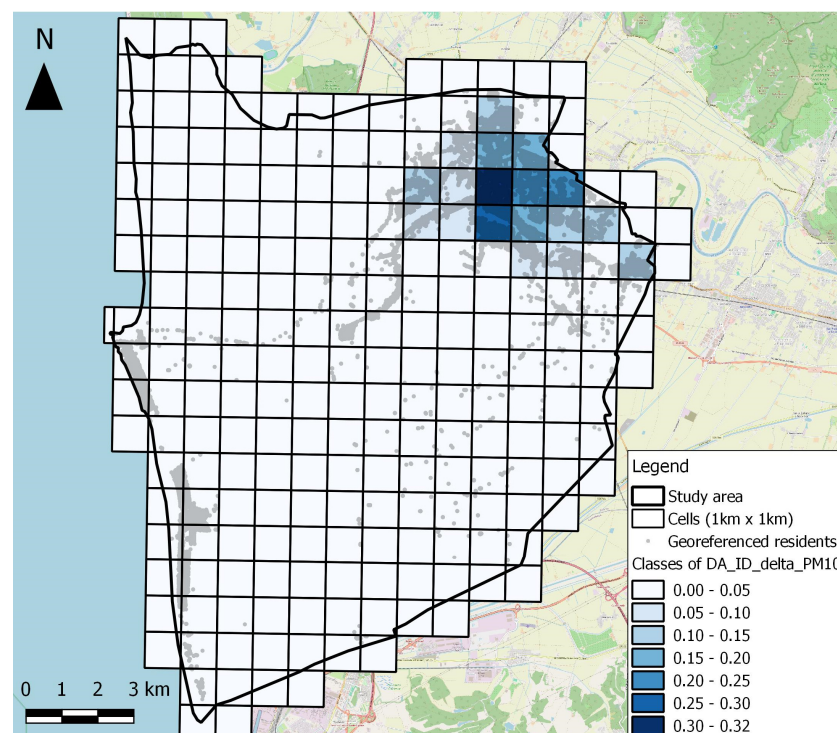 N
Legend
Study area
Cells (1km x 1km)
Georeferenced residents
Classes of DA_ID_delta_PM10
0.00 - 0.05
0.05 - 0.10
0.10 - 0.15
0.15 - 0.20
0.20 - 0.25
0.25 - 0.30
0.30 - 0.32
0 1 2 3 km